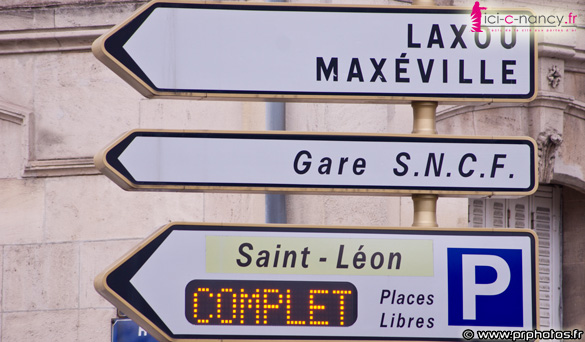 ici-c-nancy.fr
LAXOU
MAXÉVILLE
Gare S.N.C.F.
Saint-Léon
COMPLET
Places
Libres
P
© www.prphotos.fr